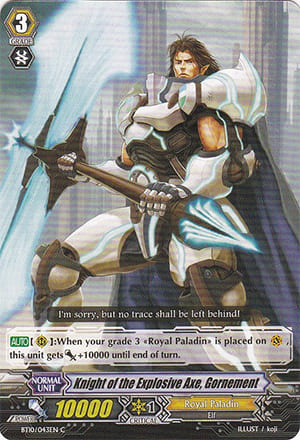 3
GRADE
I'm sorry, but no trace shall be left behind!
AUTO [ ]:When your grade 3 «Royal Paladin» is placed on
this unit gets +10000 until end of turn.
NORMAL
UNIT
Knight of the Explosive Axe, Gornement
POWER
10000
1
CRITICAL
Royal Paladin
Elf
BT10/043EN C
ILLUST / koji